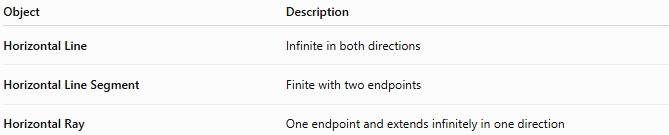 Object Description
Horizontal Line Infinite in both directions
Horizontal Line Segment Finite with two endpoints
Horizontal Ray One endpoint and extends infinitely in one direction